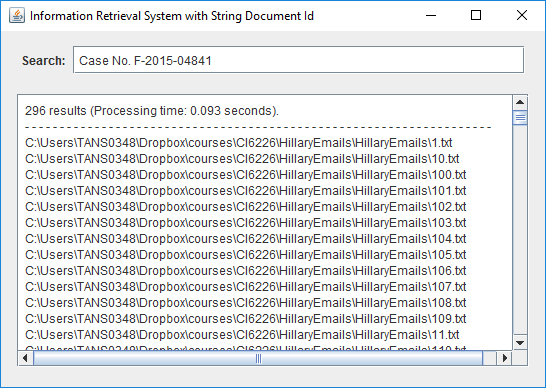 Information Retrieval System with String Document Id
Search: Case No. F-2015-04841
296 results (Processing time: 0.093 seconds).
- - - - - - - - - - - - - - - - - - - - - - - - - - - - - - - - - - - - - - - - - - - - - - - - - - - - - - - - - - - -
C:\Users\TANS0348\Dropbox\courses\CI6226\HillaryEmails\HillaryEmails\1.txt
C:\Users\TANS0348\Dropbox\courses\CI6226\HillaryEmails\HillaryEmails\10.txt
C:\Users\TANS0348\Dropbox\courses\CI6226\HillaryEmails\HillaryEmails\100.txt
C:\Users\TANS0348\Dropbox\courses\CI6226\HillaryEmails\HillaryEmails\101.txt
C:\Users\TANS0348\Dropbox\courses\CI6226\HillaryEmails\HillaryEmails\102.txt
C:\Users\TANS0348\Dropbox\courses\CI6226\HillaryEmails\HillaryEmails\103.txt
C:\Users\TANS0348\Dropbox\courses\CI6226\HillaryEmails\HillaryEmails\104.txt
C:\Users\TANS0348\Dropbox\courses\CI6226\HillaryEmails\HillaryEmails\105.txt
C:\Users\TANS0348\Dropbox\courses\CI6226\HillaryEmails\HillaryEmails\106.txt
C:\Users\TANS0348\Dropbox\courses\CI6226\HillaryEmails\HillaryEmails\107.txt
C:\Users\TANS0348\Dropbox\courses\CI6226\HillaryEmails\HillaryEmails\108.txt
C:\Users\TANS0348\Dropbox\courses\CI6226\HillaryEmails\HillaryEmails\109.txt
C:\Users\TANS0348\Dropbox\courses\CI6226\HillaryEmails\HillaryEmails\11.txt